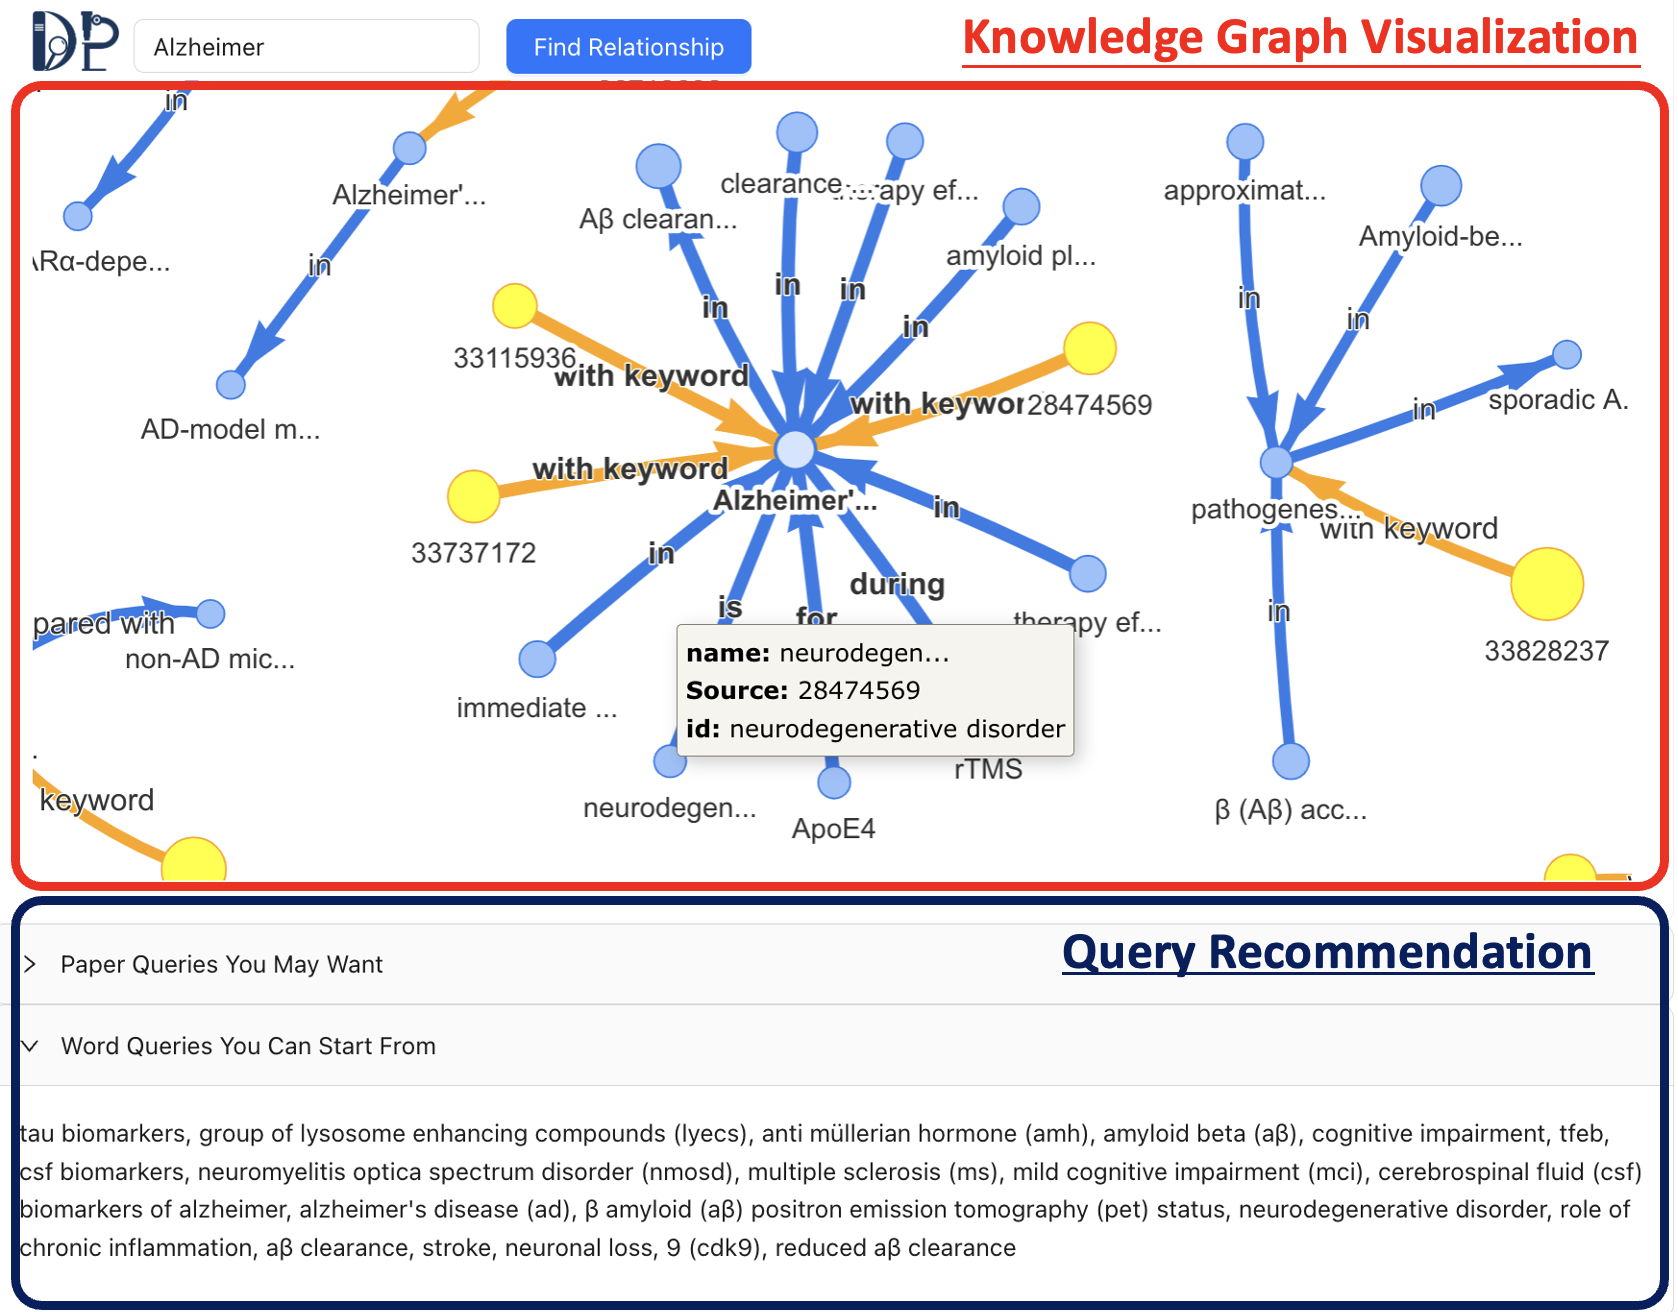 DP
Alzheimer
Find Relationship
Knowledge Graph Visualization
in
Alzheimer'...
clearance...
Aβ clearan...
amyloid pl...
approximat...
Amyloid-be...
in
in
in
in
in
in
in
33115936
with keyword
with
28474569
sporadic A.
in
AD-model m...
with keyword
Alzheimer'...
33737172
in
pathogenes...
with keyword
in
during
is
for
in
pared with
non-AD mic...
therapy ef...
33828237
immediate ...
name: neurodegen...
Source: 28474569
id: neurodegenerative disorder
rTMS
keyword
neurodegen...
ApoE4
β (Aβ) acc...
Query Recommendation
Paper Queries You May Want
Word Queries You Can Start From
tau biomarkers, group of lysosome enhancing compounds (lyecs), anti müllerian hormone (amh), amyloid beta (aβ), cognitive impairment, tfeb,
csf biomarkers, neuromyelitis optica spectrum disorder (nmosd), multiple sclerosis (ms), mild cognitive impairment (mci), cerebrospinal fluid (csf)
biomarkers of alzheimer, alzheimer's disease (ad), β amyloid (aβ) positron emission tomography (pet) status, neurodegenerative disorder, role of
chronic inflammation, aβ clearance, stroke, neuronal loss, 9 (cdk9), reduced aβ clearance